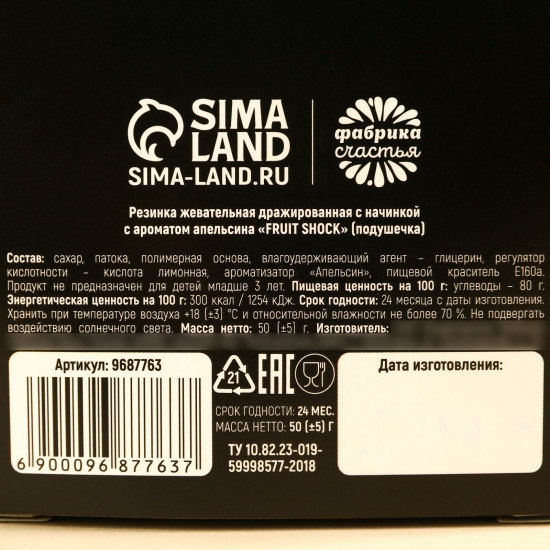 SIMA
LAND
SIMA-LAND.RU
фабрика
счастья
Резинка жевательная дражированная с начинкой
с ароматом апельсина «FRUIT SHOCK» (подушечка)
Состав: сахар, патока, полимерная основа, влагоудерживающий агент – глицерин, регулятор
кислотности – кислота лимонная, ароматизатор «Апельсин», пищевой краситель Е160а.
Продукт не предназначен для детей младше 3 лет. Пищевая ценность на 100 г: углеводы – 80 г.
Энергетическая ценность на 100 г: 300 ккал / 1254 кДж. Срок годности: 24 месяца с даты изготовления.
Хранить при температуре воздуха +18 (±3) °С и относительной влажности не более 70 %. Не подвергать
воздействию солнечного света. Масса нетто: 50 (±5) г. Изготовитель:
Артикул: 9687763
6 900096 877637
21
EAC
СРОК ГОДНОСТИ: 24 МЕС.
МАССА НЕТТО: 50 (±5) Г
ТУ 10.82.23-019-
59998577-2018
Дата изготовления: